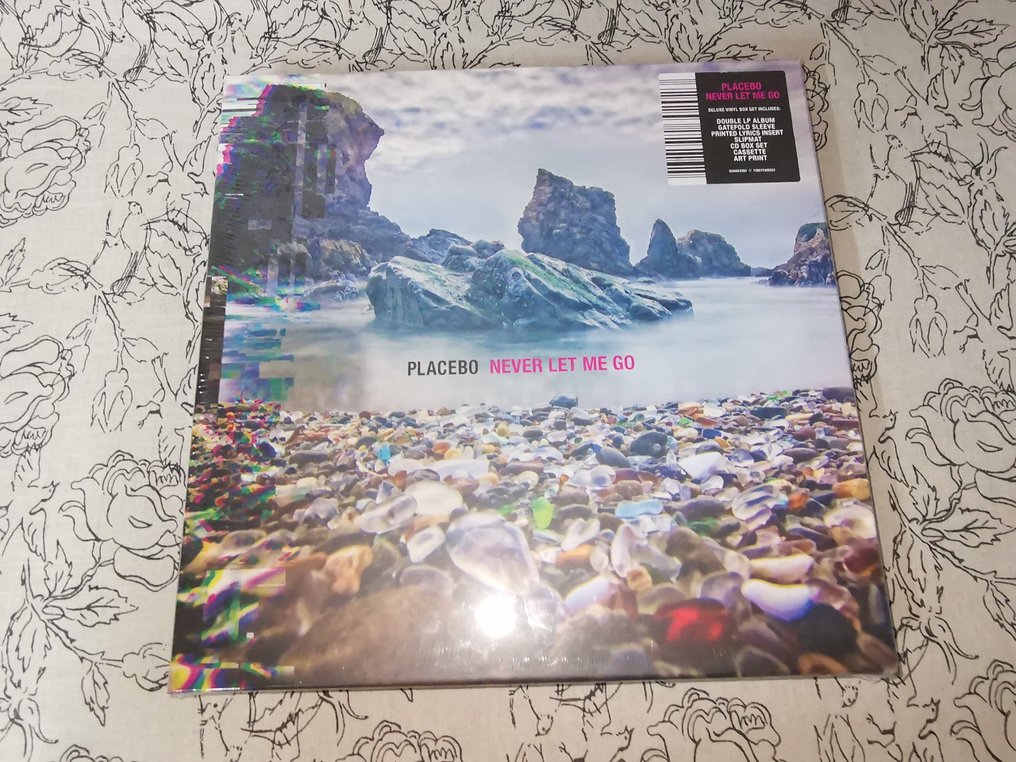 PLACEBO
NEVER LET ME GO
DELUXE VINYL BOX SET INCLUDES:
DOUBLE LP ALBUM
GATEFOLD SLEEVE
PRINTED LYRICS INSERT
SLIPMAT
CD BOX SET
CASSETTE
ART PRINT
PLACEBO NEVER LET ME GO